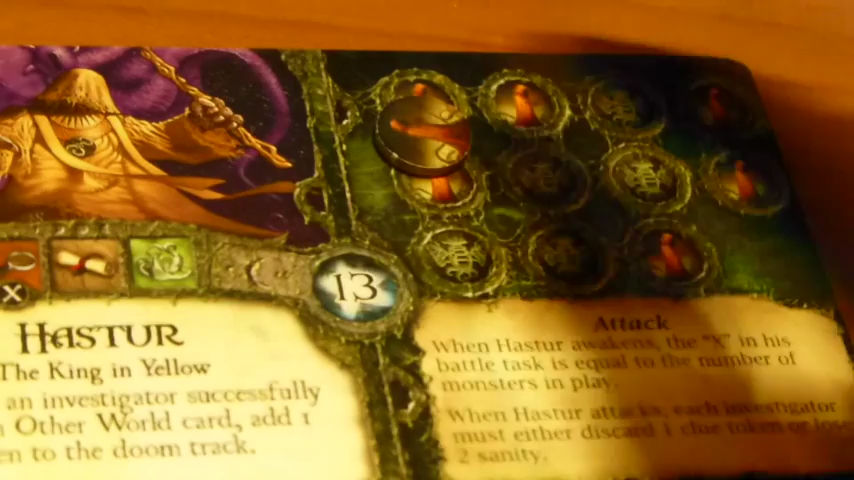 X
13
HASTUR
The King in Yellow
an investigator successfully
Other World card, add 1
en to the doom track.
Attack
When Hastur awakens, the "X" in his
battle task is equal to the number of
monsters in play.
When Hastur attacks, each investigator
must either discard 1 clue token or lose
2 sanity.